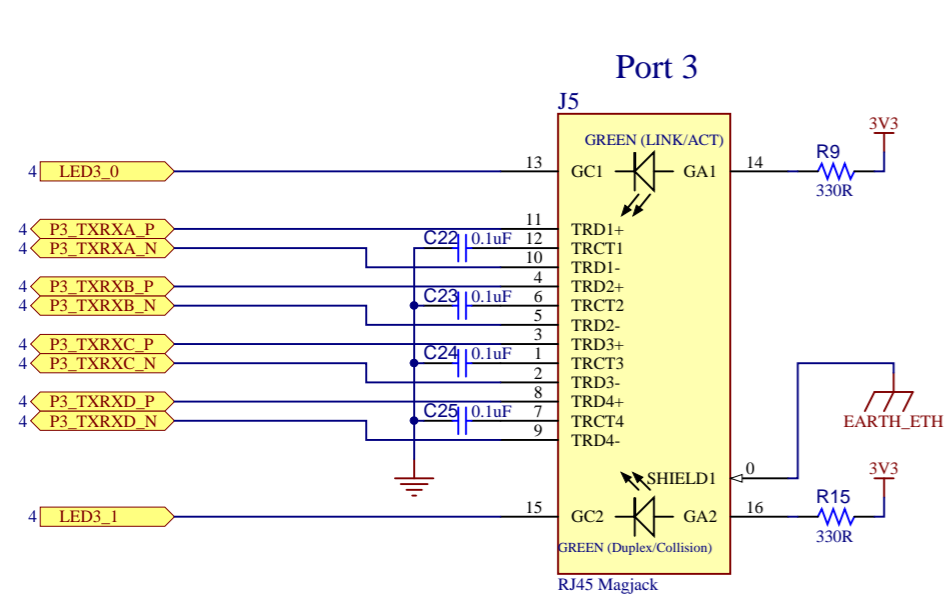 Port 3
J5
GREEN (LINK/ACT)
3V3
R9
330R
4 LED3_0 13 GC1 GA1 14
4 P3_TXRXA_P 11 TRD1+
C22 0.1uF 12 TRCT1
4 P3_TXRXA_N 10 TRD1-
4 P3_TXRXB_P 4 TRD2+
C23 0.1uF 6 TRCT2
4 P3_TXRXB_N 5 TRD2-
4 P3_TXRXC_P 3 TRD3+
C24 0.1uF 1 TRCT3
4 P3_TXRXC_N 2 TRD3-
4 P3_TXRXD_P 8 TRD4+
C25 0.1uF 7 TRCT4
4 P3_TXRXD_N 9 TRD4-
EARTH_ETH
SHIELD1 0
3V3
R15
330R
4 LED3_1 15 GC2 GA2 16
GREEN (Duplex/Collision)
RJ45 Magjack